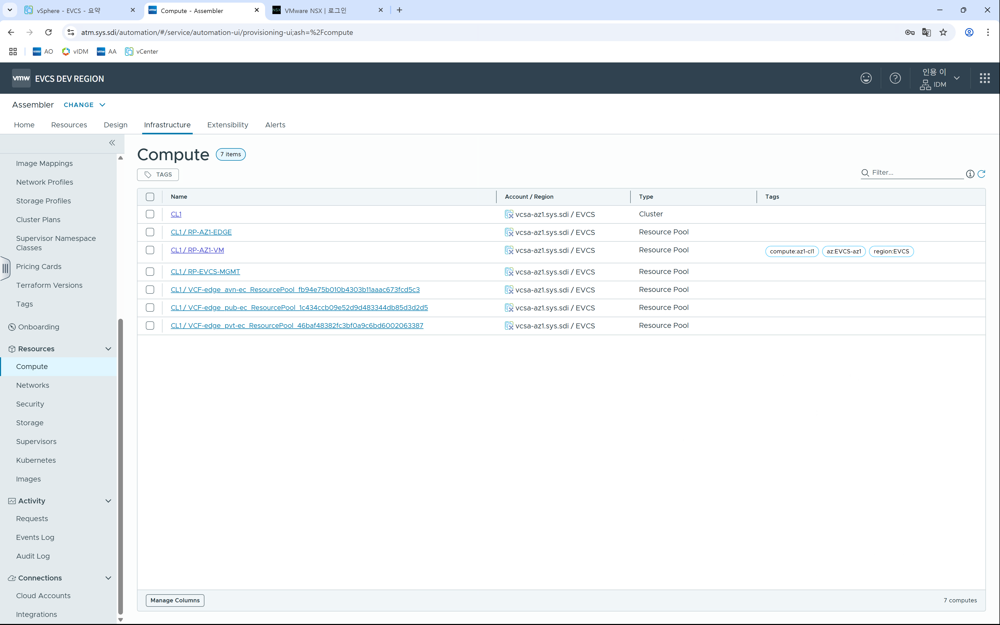 vSphere - EVCS - 요약
Compute - Assembler
NSX VMware NSX | 로그인
atm.sys.sdi/automation/#/service/automation-ui/provisioning-ui;ash=%2Fcompute
vmw AO vIDM vmw AA vCenter
vmw EVCS DEV REGION
인용 이
IDM
Assembler CHANGE
Home Resources Design Infrastructure Extensibility Alerts
Image Mappings
Network Profiles
Storage Profiles
Cluster Plans
Supervisor Namespace
Classes
Pricing Cards
Terraform Versions
Tags
Onboarding
Resources
Compute
Networks
Security
Storage
Supervisors
Kubernetes
Images
Activity
Requests
Events Log
Audit Log
Connections
Cloud Accounts
Integrations
Compute 7 items
TAGS
Filter...
Name Account / Region Type Tags
CL1 vcsa-az1.sys.sdi / EVCS Cluster
CL1 / RP-AZ1-EDGE vcsa-az1.sys.sdi / EVCS Resource Pool
CL1 / RP-AZ1-VM vcsa-az1.sys.sdi / EVCS Resource Pool compute:az1-cl1 az:EVCS-az1 region:EVCS
CL1 / RP-EVCS-MGMT vcsa-az1.sys.sdi / EVCS Resource Pool
CL1 / VCF-edge_avn-ec_ResourcePool_fb94e75b010b4303b11aaac673fcd5c3 vcsa-az1.sys.sdi / EVCS Resource Pool
CL1 / VCF-edge_pub-ec_ResourcePool_1c434ccb09e52d9d483344db85d3d2d5 vcsa-az1.sys.sdi / EVCS Resource Pool
CL1 / VCF-edge_pvt-ec_ResourcePool_46baf48382fc3bf0a9c6bd6002063387 vcsa-az1.sys.sdi / EVCS Resource Pool
Manage Columns 7 computes